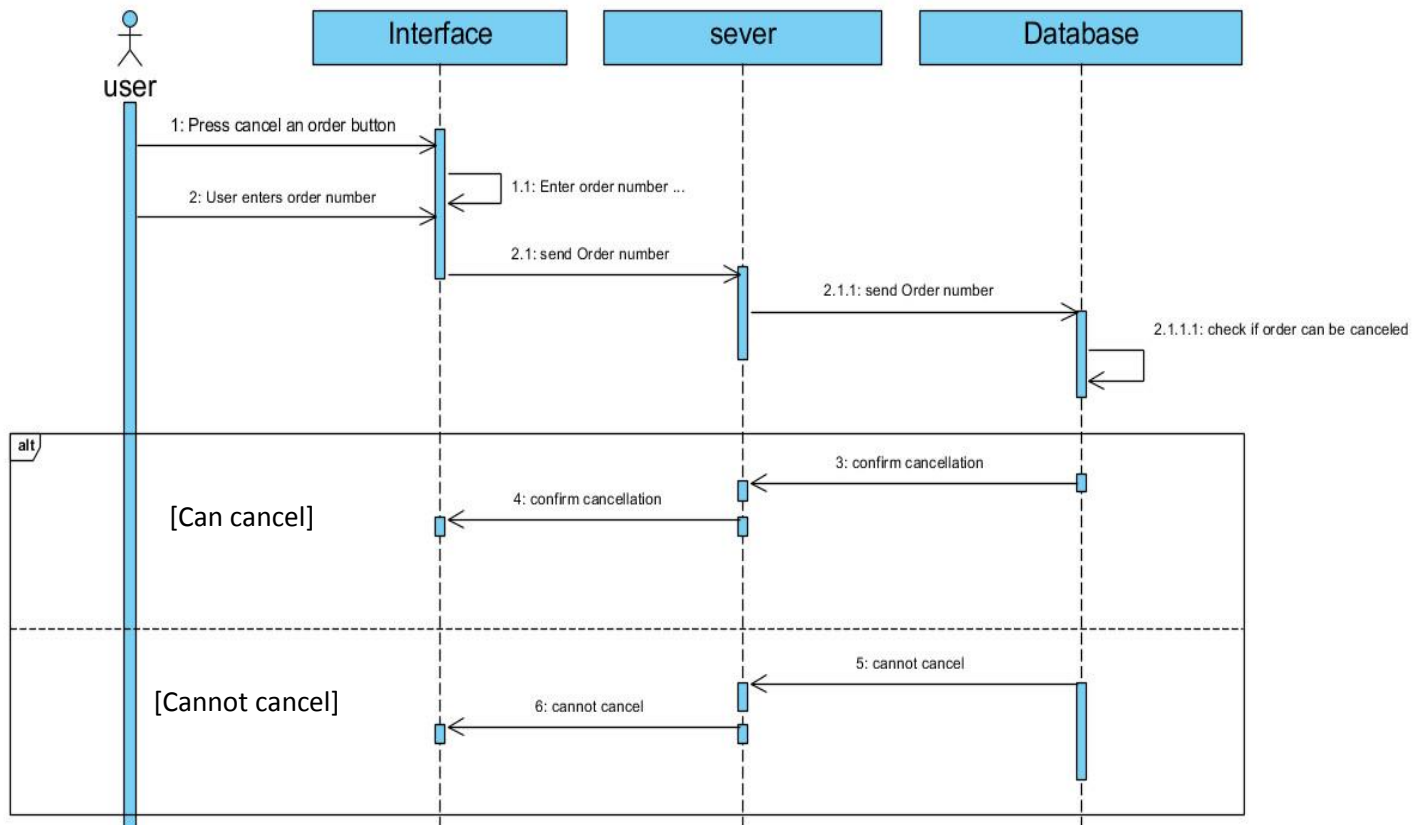 Interface
sever
Database
user
1: Press cancel an order button
1.1: Enter order number ...
2: User enters order number
2.1: send Order number
2.1.1: send Order number
2.1.1.1: check if order can be canceled
alt
3: confirm cancellation
4: confirm cancellation
[Can cancel]
5: cannot cancel
[Cannot cancel]
6: cannot cancel